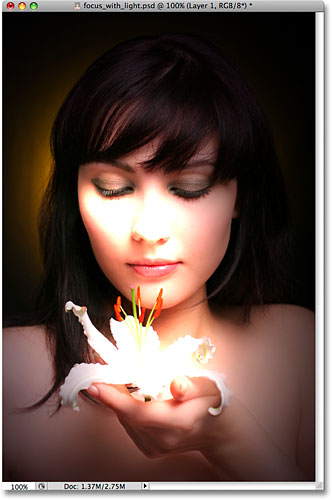 focus_with_light.psd @ 100% (Layer 1, RGB/8*) *
100% Doc: 1.37M/2.75M